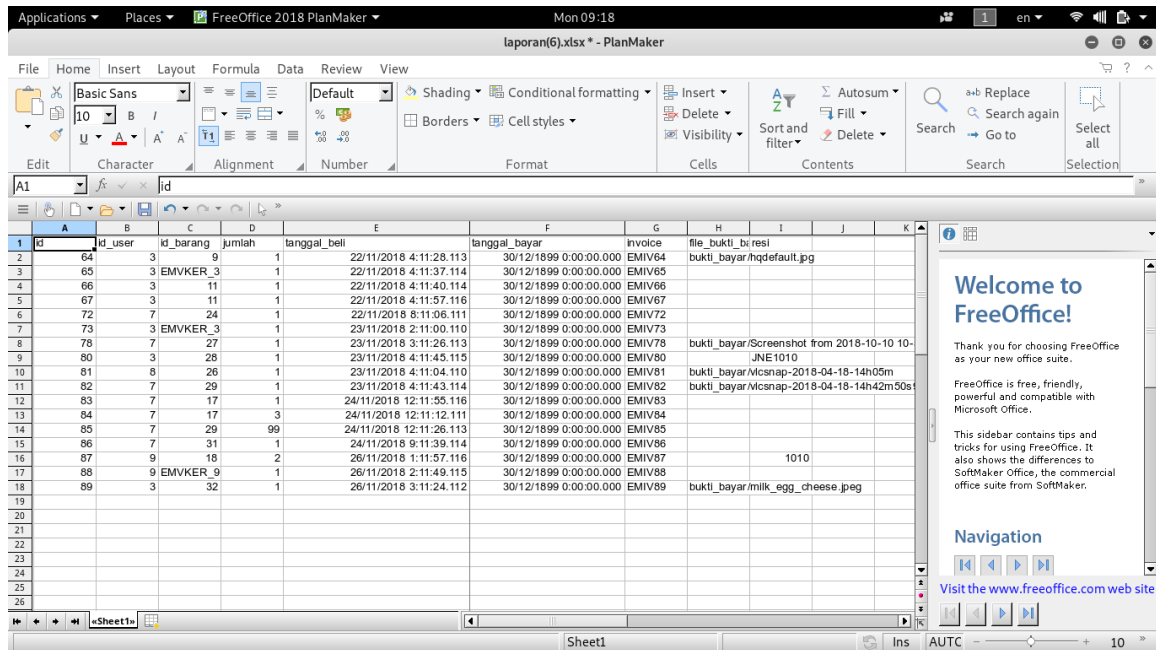 Applications Places FreeOffice 2018 PlanMaker Mon 09:18 1 en
laporan(6).xlsx * - PlanMaker
File Home Insert Layout Formula Data Review View
Basic Sans Default Shading Conditional formatting Insert Autosum Replace
10 B I % Delete Fill Search again
Borders Cell styles Visibility Sort and filter Delete Search Go to Select all
U A A A
Edit Character Alignment Number Format Cells Contents Search Selection
A1 fx id
A B C D E F G H I J K
1 id id_user id_barang jumlah tanggal_beli tanggal_bayar invoice file_bukti_ba resi
2 64 3 9 1 22/11/2018 4:11:28.113 30/12/1899 0:00:00.000 EMIV64 bukti_bayar/hqdefault.jpg
3 65 3 EMVKER_3 1 22/11/2018 4:11:37.114 30/12/1899 0:00:00.000 EMIV65
4 66 3 11 1 22/11/2018 4:11:40.114 30/12/1899 0:00:00.000 EMIV66
5 67 3 11 1 22/11/2018 4:11:57.116 30/12/1899 0:00:00.000 EMIV67
6 72 7 24 1 22/11/2018 8:11:06.111 30/12/1899 0:00:00.000 EMIV72
7 73 3 EMVKER_3 1 23/11/2018 2:11:00.110 30/12/1899 0:00:00.000 EMIV73
8 78 7 27 1 23/11/2018 3:11:26.113 30/12/1899 0:00:00.000 EMIV78 bukti_bayar/Screenshot from 2018-10-10 10-
9 80 3 28 1 23/11/2018 4:11:45.115 30/12/1899 0:00:00.000 EMIV80 JNE1010
10 81 8 26 1 23/11/2018 4:11:04.110 30/12/1899 0:00:00.000 EMIV81 bukti_bayar/vlcsnap-2018-04-18-14h05m
11 82 7 29 1 23/11/2018 4:11:43.114 30/12/1899 0:00:00.000 EMIV82 bukti_bayar/vlcsnap-2018-04-18-14h42m50s
12 83 7 17 1 24/11/2018 12:11:55.116 30/12/1899 0:00:00.000 EMIV83
13 84 7 17 3 24/11/2018 12:11:12.111 30/12/1899 0:00:00.000 EMIV84
14 85 7 29 99 24/11/2018 12:11:26.113 30/12/1899 0:00:00.000 EMIV85
15 86 7 31 1 24/11/2018 9:11:39.114 30/12/1899 0:00:00.000 EMIV86
16 87 9 18 2 26/11/2018 1:11:57.116 30/12/1899 0:00:00.000 EMIV87 1010
17 88 9 EMVKER_9 1 26/11/2018 2:11:49.115 30/12/1899 0:00:00.000 EMIV88
18 89 3 32 1 26/11/2018 3:11:24.112 30/12/1899 0:00:00.000 EMIV89 bukti_bayar/milk_egg_cheese.jpeg
19
20
21
22
23
24
25
26
Welcome to
FreeOffice!
Thank you for choosing FreeOffice
as your new office suite.
FreeOffice is free, friendly,
powerful and compatible with
Microsoft Office.
This sidebar contains tips and
tricks for using FreeOffice. It
also shows the differences to
SoftMaker Office, the commercial
office suite from SoftMaker.
Navigation
Visit the www.freeoffice.com web site
«Sheet1»
Sheet1 Ins AUTC 10